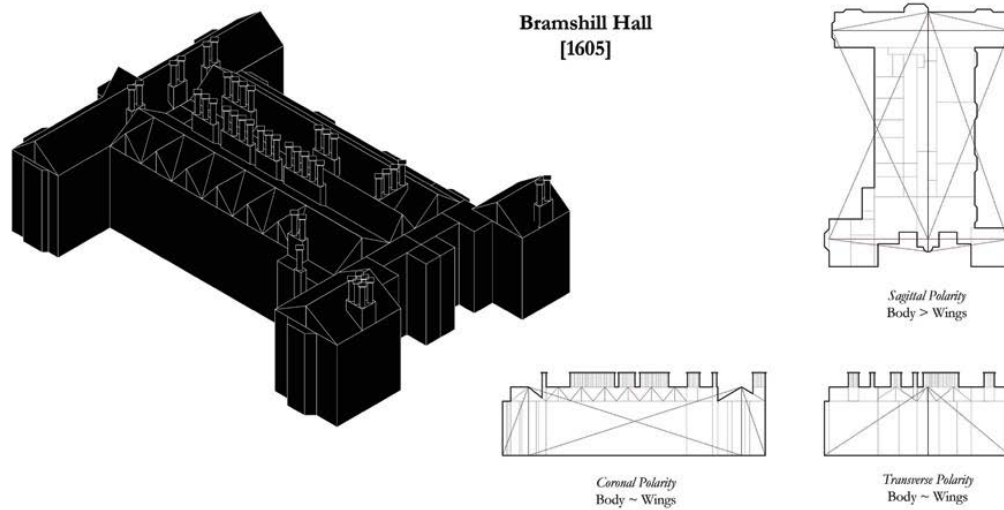 Bramshill Hall
[1605]
Sagittal Polarity
Body > Wings
Coronal Polarity
Body ~ Wings
Transverse Polarity
Body ~ Wings